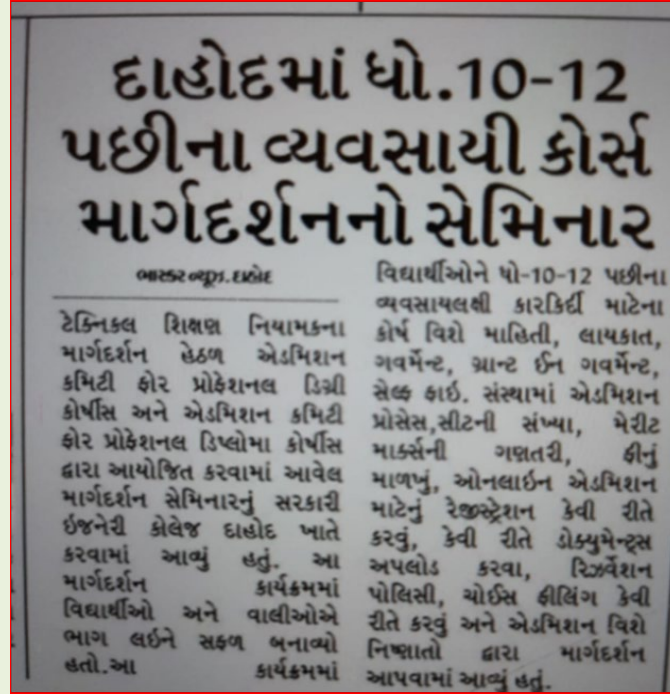 દાહોદમાં ધો.10-12
પછીના વ્યવસાયી કોર્સ
માર્ગદર્શનનો સેમિનાર
ભાસ્કર ન્યૂઝ.દાહોદ
ટેક્નિકલ શિક્ષણ નિયામકના
માર્ગદર્શન હેઠળ એડમિશન
કમિટી ફોર પ્રોફેશનલ ડિગ્રી
કોર્ષીસ અને એડમિશન કમિટી
ફોર પ્રોફેશનલ ડિપ્લોમા કોર્ષીસ
દ્વારા આયોજિત કરવામાં આવેલ
માર્ગદર્શન સેમિનારનું સરકારી
ઇજનેરી કોલેજ દાહોદ ખાતે
કરવામાં આવ્યું હતું. આ
માર્ગદર્શન કાર્યક્રમમાં
વિદ્યાર્થીઓ અને વાલીઓએ
ભાગ લઇને સફળ બનાવ્યો
હતો.આ કાર્યક્રમમાં
વિદ્યાર્થીઓને ધો-10-12 પછીના
વ્યવસાયલક્ષી કારકિર્દી માટેના
કોર્ષ વિશે માહિતી, લાયકાત,
ગવર્મેન્ટ, ગ્રાન્ટ ઈન ગવર્મેન્ટ,
સેલ્ફ ફાઇ. સંસ્થામાં એડમિશન
પ્રોસેસ,સીટની સંખ્યા, મેરીટ
માર્ક્સની ગણતરી, ફીનું
માળખું, ઓનલાઇન એડમિશન
માટેનું રેજીસ્ટ્રેશન કેવી રીતે
કરવું, કેવી રીતે ડોક્યુમેન્ટ્સ
અપલોડ કરવા, રિઝર્વેશન
પોલિસી, ચોઈસ ફીલિંગ કેવી
રીતે કરવું અને એડમિશન વિશે
નિષ્ણાતો દ્વારા માર્ગદર્શન
આપવામાં આવ્યું હતું.